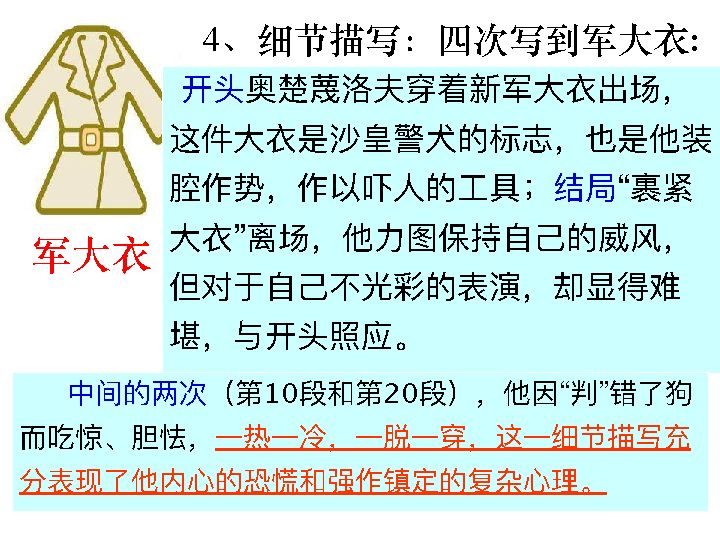 4、细节描写：四次写到军大衣:
开头奥楚蔑洛夫穿着新军大衣出场，
这件大衣是沙皇警犬的标志，也是他装
腔作势，作以吓人的工具；结局“裹紧
大衣”离场，他力图保持自己的威风，
但对于自己不光彩的表演，却显得难
堪，与开头照应。
军大衣
中间的两次（第10段和第20段），他因“判”错了狗
而吃惊、胆怯，一热一冷，一脱一穿，这一细节描写充
分表现了他内心的恐慌和强作镇定的复杂心理。